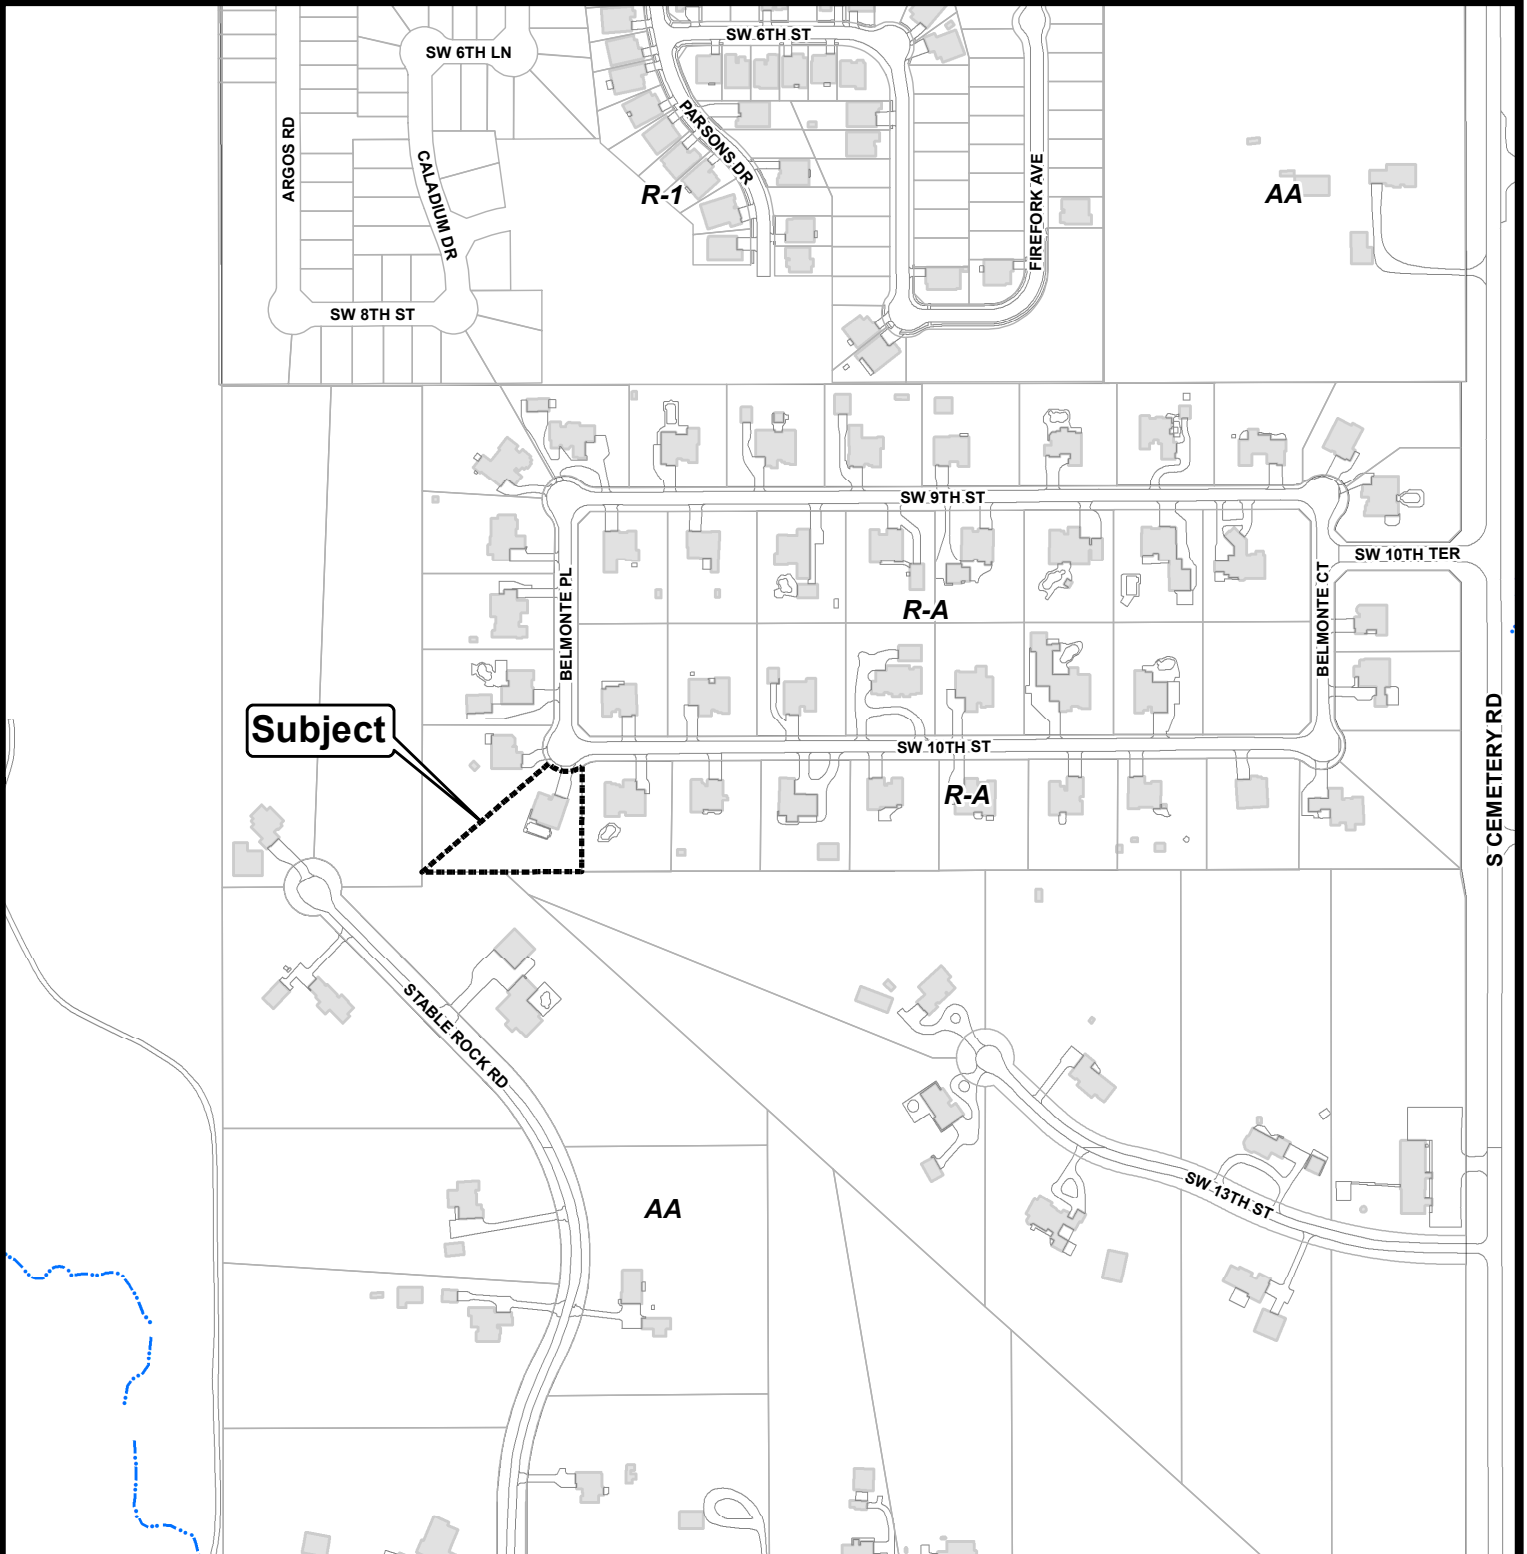 SW 6TH ST
SW 6TH LN
PARSONS DR
ARGOS RD
CALADIUM DR
FIREFORK AVE
R-1
AA
SW 8TH ST
SW 9TH ST
SW 10TH TER
BELMONTE PL
R-A
BELMONTE CT
Subject
SW 10TH ST
S CEMETERY RD
R-A
STABLE ROCK RD
SW 13TH ST
AA